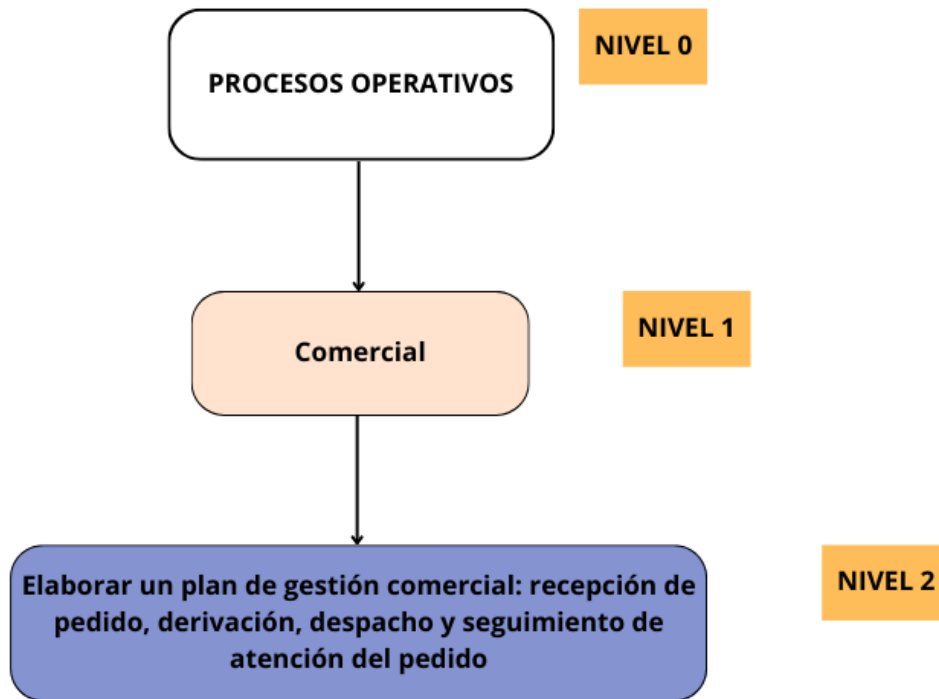 PROCESOS OPERATIVOS
NIVEL 0
Comercial
NIVEL 1
Elaborar un plan de gestión comercial: recepción de
pedido, derivación, despacho y seguimiento de
atención del pedido
NIVEL 2